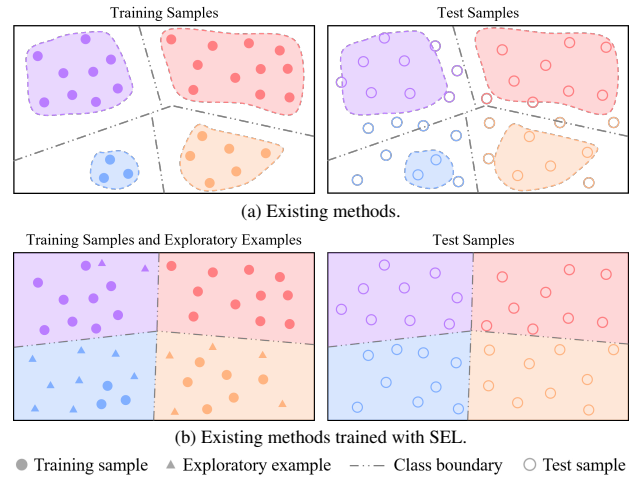 Training Samples
Test Samples
(a) Existing methods.
Training Samples and Exploratory Examples
Test Samples
(b) Existing methods trained with SEL.
Training sample
Exploratory example
Class boundary
Test sample